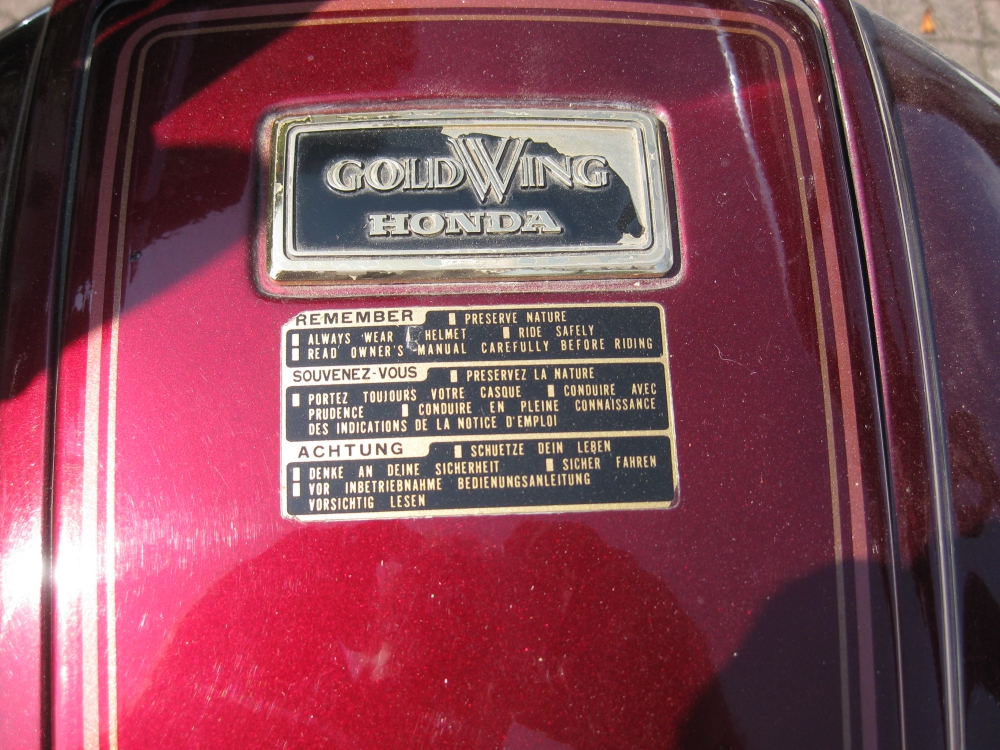 GOLDWING
HONDA
REMEMBER PRESERVE NATURE
ALWAYS WEAR A HELMET RIDE SAFELY
READ OWNER'S MANUAL CAREFULLY BEFORE RIDING
SOUVENEZ-VOUS PRESERVEZ LA NATURE
PORTEZ TOUJOURS VOTRE CASQUE CONDUIRE AVEC
PRUDENCE CONDUIRE EN PLEINE CONNAISSANCE
DES INDICATIONS DE LA NOTICE D'EMPLOI
ACHTUNG SCHUETZE DEIN LEBEN
DENKE AN DEINE SICHERHEIT SICHER FAHREN
VOR INBETRIEBNAHME BEDIENUNGSANLEITUNG
VORSICHTIG LESEN